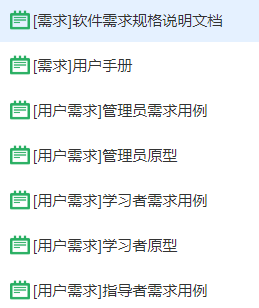 [需求]软件需求规格说明文档
[需求]用户手册
[用户需求]管理员需求用例
[用户需求]管理员原型
[用户需求]学习者需求用例
[用户需求]学习者原型
[用户需求]指导者需求用例